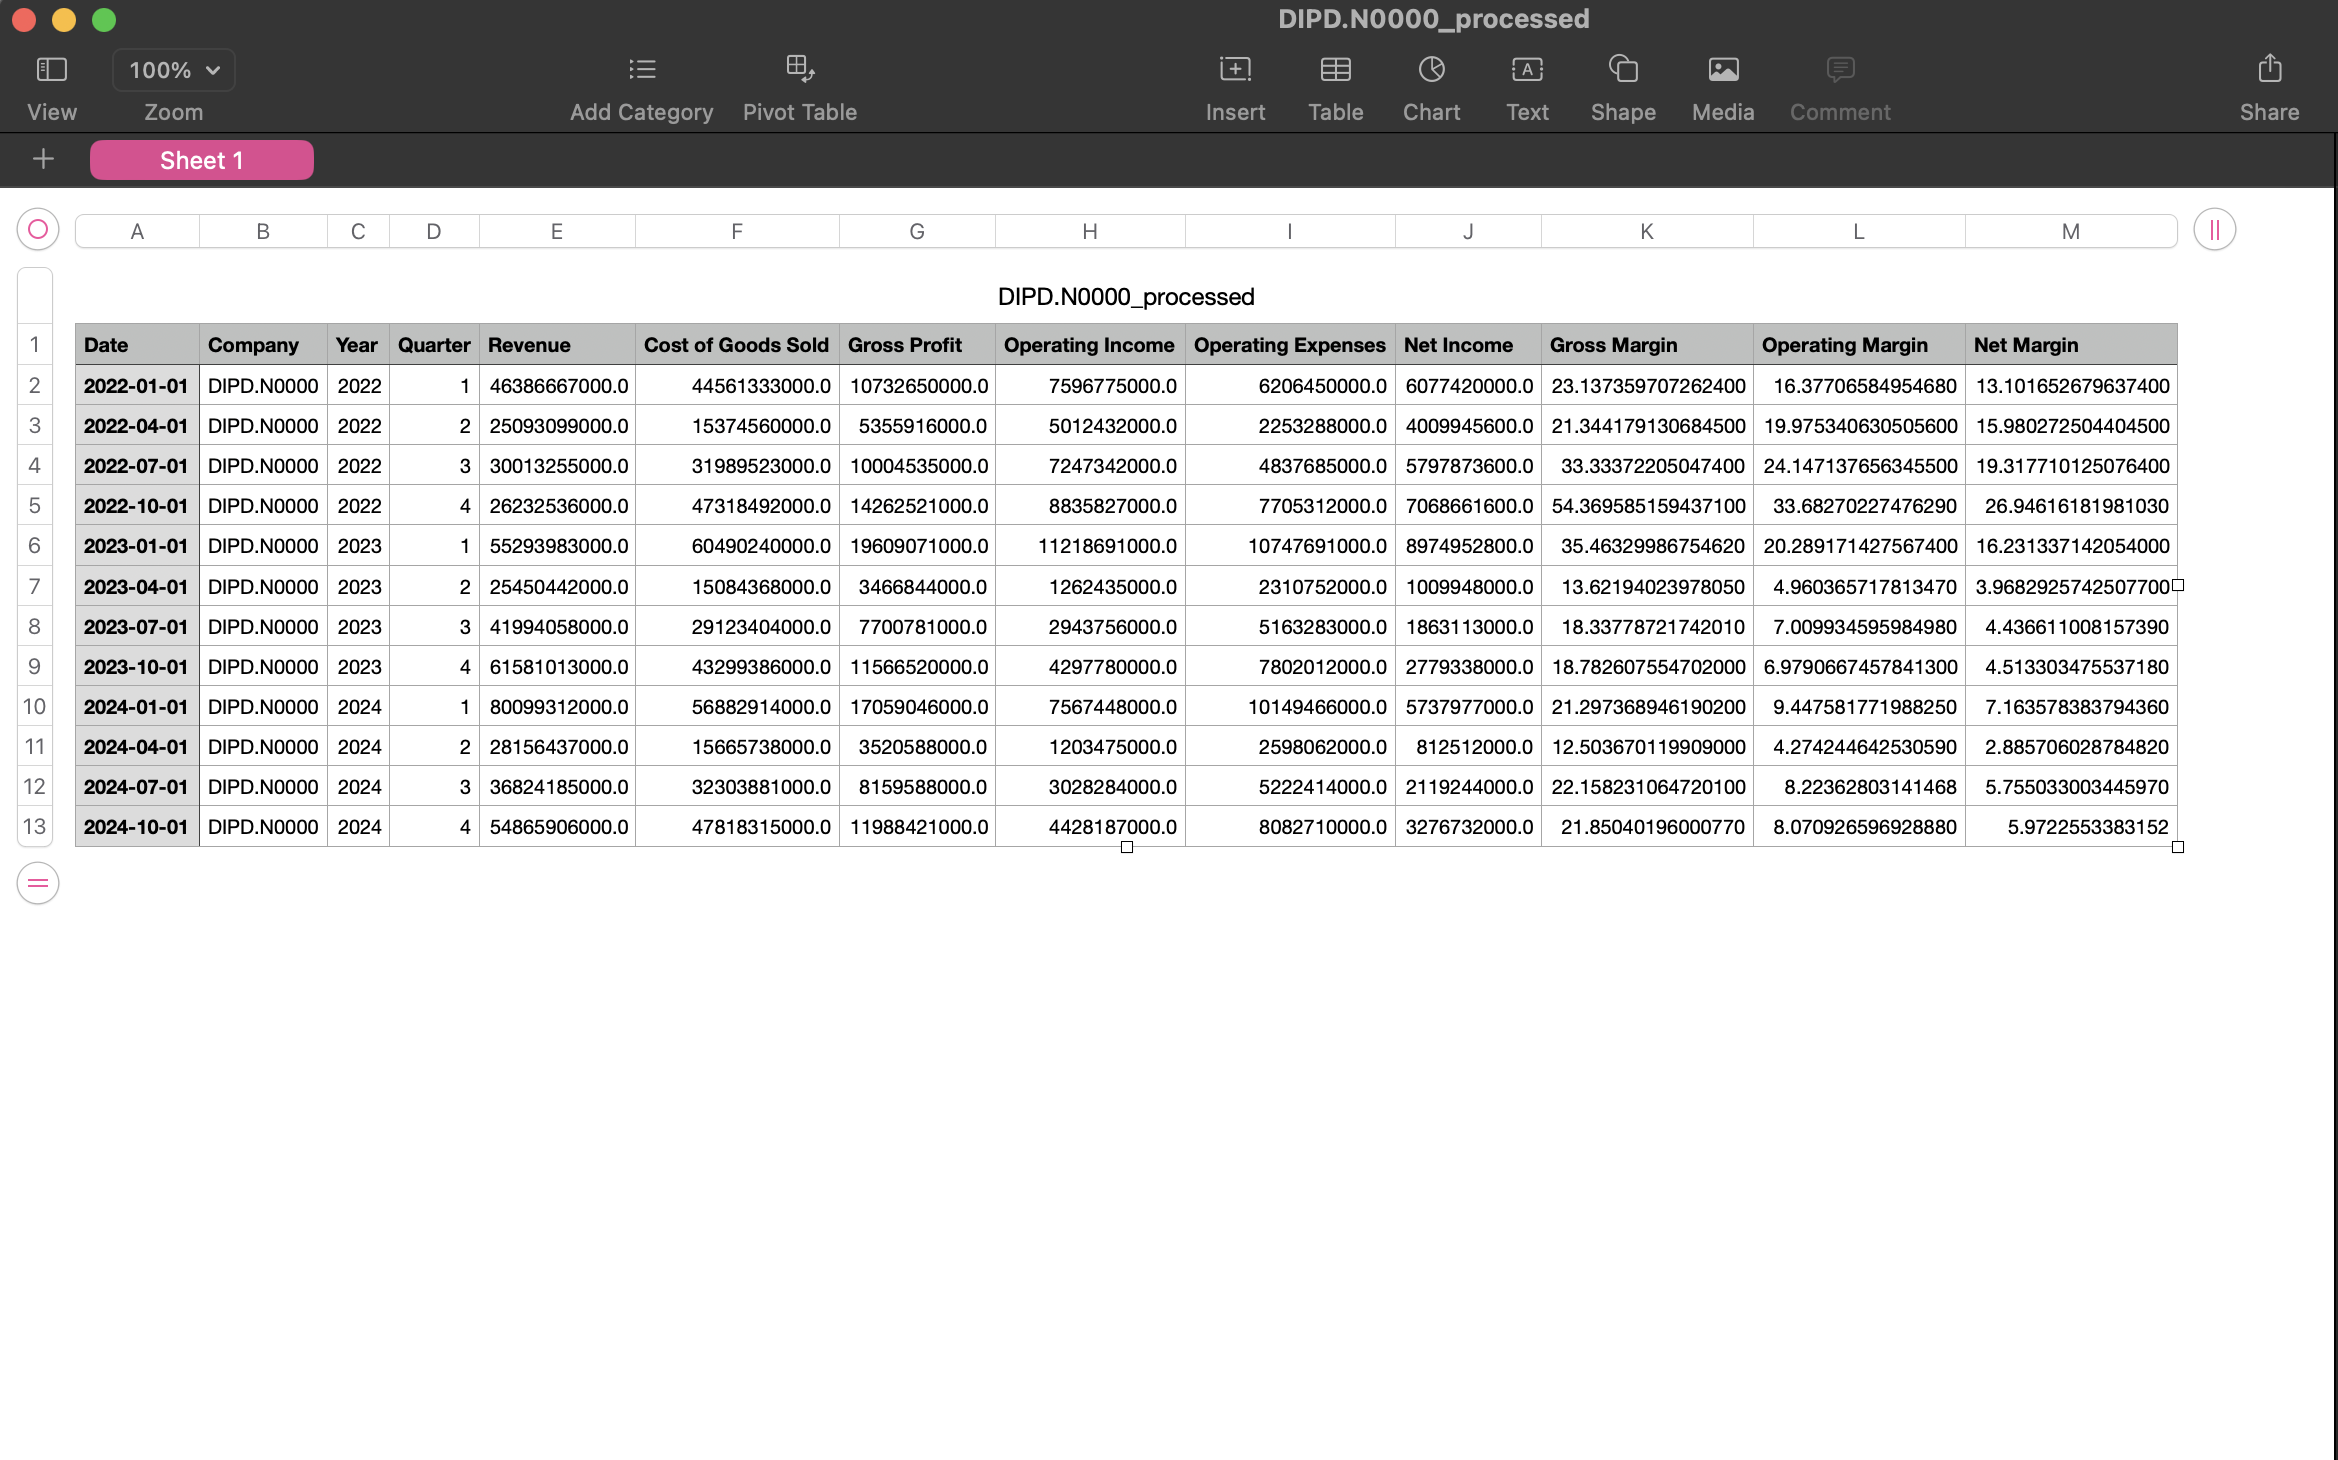 DIPD.N0000_processed
View
100%
Zoom
Add Category
Pivot Table
Insert
Table
Chart
Text
Shape
Media
Comment
Share
Sheet 1
A B C D E F G H I J K L M
DIPD.N0000_processed
1 Date Company Year Quarter Revenue Cost of Goods Sold Gross Profit Operating Income Operating Expenses Net Income Gross Margin Operating Margin Net Margin
2 2022-01-01 DIPD.N0000 2022 1 46386667000.0 44561333000.0 10732650000.0 7596775000.0 6206450000.0 6077420000.0 23.137359707262400 16.37706584954680 13.101652679637400
3 2022-04-01 DIPD.N0000 2022 2 25093099000.0 15374560000.0 5355916000.0 5012432000.0 2253288000.0 4009945600.0 21.344179130684500 19.975340630505600 15.980272504404500
4 2022-07-01 DIPD.N0000 2022 3 30013255000.0 31989523000.0 10004535000.0 7247342000.0 4837685000.0 5797873600.0 33.33372205047400 24.147137656345500 19.317710125076400
5 2022-10-01 DIPD.N0000 2022 4 26232536000.0 47318492000.0 14262521000.0 8835827000.0 7705312000.0 7068661600.0 54.369585159437100 33.68270227476290 26.94616181981030
6 2023-01-01 DIPD.N0000 2023 1 55293983000.0 60490240000.0 19609071000.0 11218691000.0 10747691000.0 8974952800.0 35.46329986754620 20.289171427567400 16.231337142054000
7 2023-04-01 DIPD.N0000 2023 2 25450442000.0 15084368000.0 3466844000.0 1262435000.0 2310752000.0 1009948000.0 13.62194023978050 4.960365717813470 3.9682925742507700
8 2023-07-01 DIPD.N0000 2023 3 41994058000.0 29123404000.0 7700781000.0 2943756000.0 5163283000.0 1863113000.0 18.33778721742010 7.009934595984980 4.436611008157390
9 2023-10-01 DIPD.N0000 2023 4 61581013000.0 43299386000.0 11566520000.0 4297780000.0 7802012000.0 2779338000.0 18.782607554702000 6.9790667457841300 4.513303475537180
10 2024-01-01 DIPD.N0000 2024 1 80099312000.0 56882914000.0 17059046000.0 7567448000.0 10149466000.0 5737977000.0 21.297368946190200 9.447581771988250 7.163578383794360
11 2024-04-01 DIPD.N0000 2024 2 28156437000.0 15665738000.0 3520588000.0 1203475000.0 2598062000.0 812512000.0 12.503670119909000 4.274244642530590 2.885706028784820
12 2024-07-01 DIPD.N0000 2024 3 36824185000.0 32303881000.0 8159588000.0 3028284000.0 5222414000.0 2119244000.0 22.158231064720100 8.22362803141468 5.755033003445970
13 2024-10-01 DIPD.N0000 2024 4 54865906000.0 47818315000.0 11988421000.0 4428187000.0 8082710000.0 3276732000.0 21.85040196000770 8.070926596928880 5.9722553383152